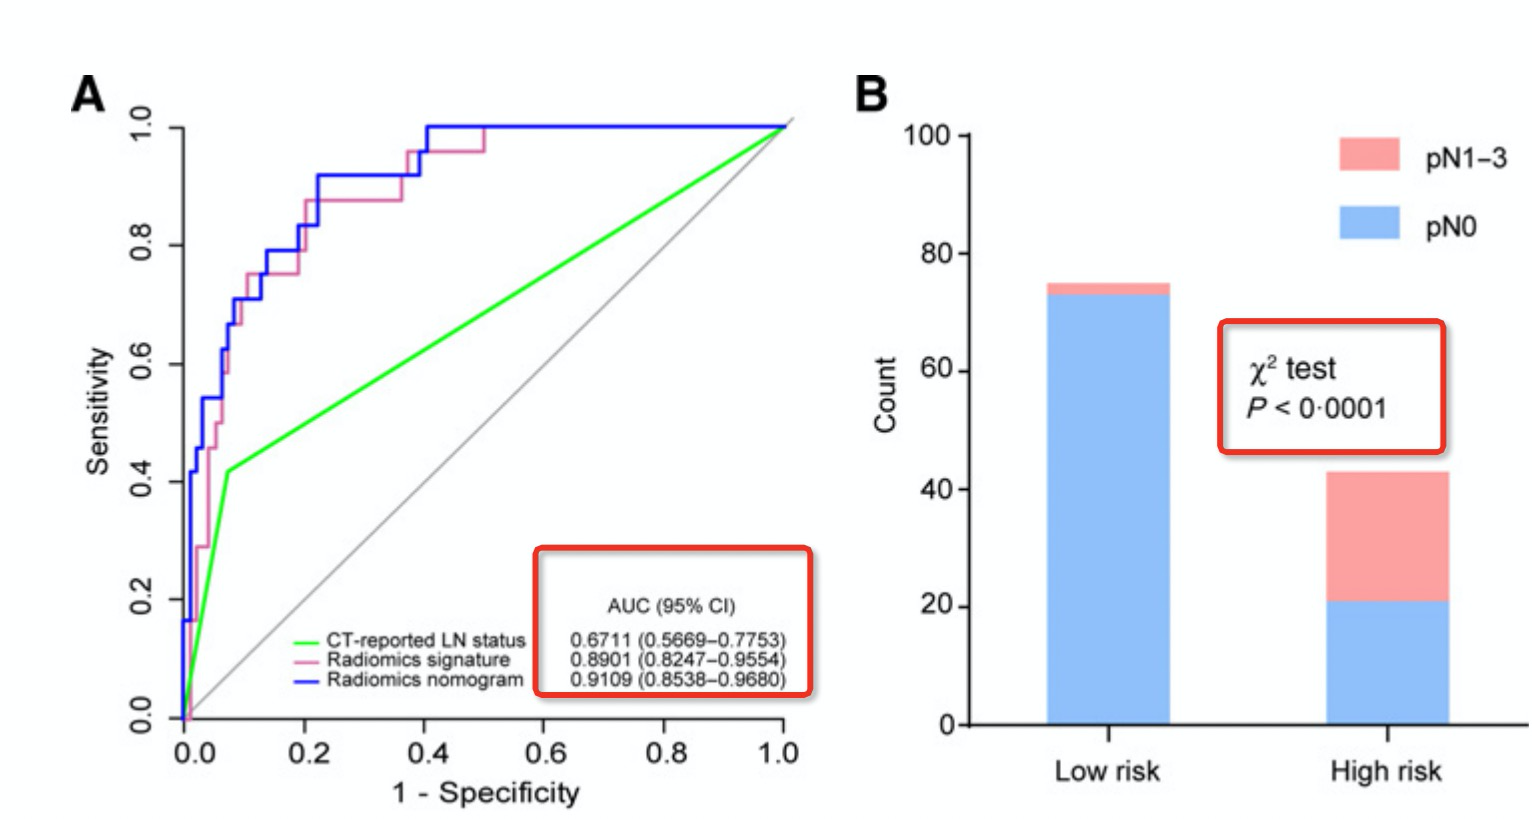 A
1.0
0.8
0.6
0.4
0.2
0.0
Sensitivity
AUC (95% CI)
CT-reported LN status 0.6711 (0.5669–0.7753)
Radiomics signature 0.8901 (0.8247–0.9554)
Radiomics nomogram 0.9109 (0.8538–0.9680)
0.0 0.2 0.4 0.6 0.8 1.0
1 - Specificity
B
100
80
60
40
20
0
Count
pN1–3
pN0
χ² test
P < 0·0001
Low risk High risk